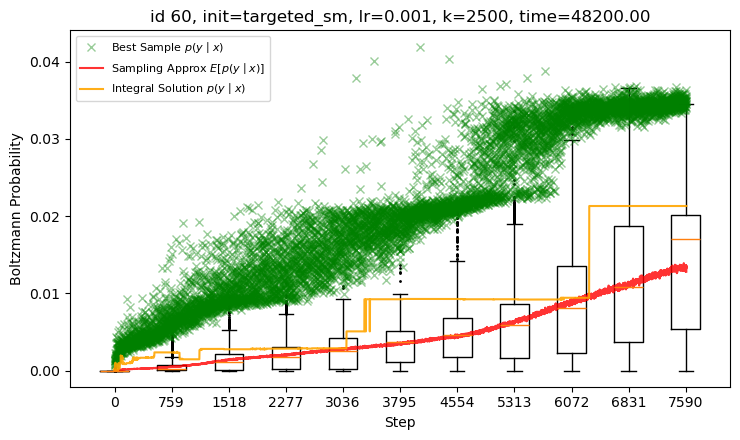 id 60, init=targeted_sm, lr=0.001, k=2500, time=48200.00
Best Sample p(y | x)
Sampling Approx E[p(y | x)]
Integral Solution p(y | x)
Boltzmann Probability
0.04
0.03
0.02
0.01
0.00
0 759 1518 2277 3036 3795 4554 5313 6072 6831 7590
Step